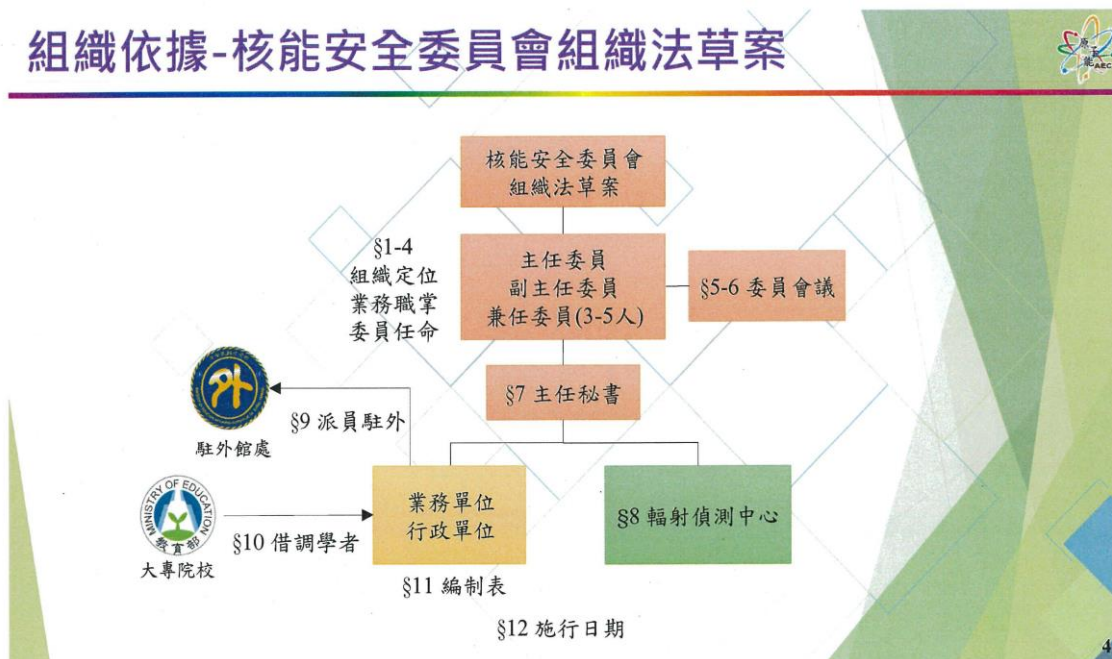 組織依據-核能安全委員會組織法草案
原子能
AEC
核能安全委員會
組織法草案
§1-4
組織定位
業務職掌
委員任命
主任委員
副主任委員
兼任委員(3-5人)
§5-6 委員會議
§7 主任秘書
外
§9 派員駐外
駐外館處
MINISTRY OF EDUCATION
教育部
§10 借調學者
大專院校
業務單位
行政單位
§8 輻射偵測中心
§11 編制表
§12 施行日期
4